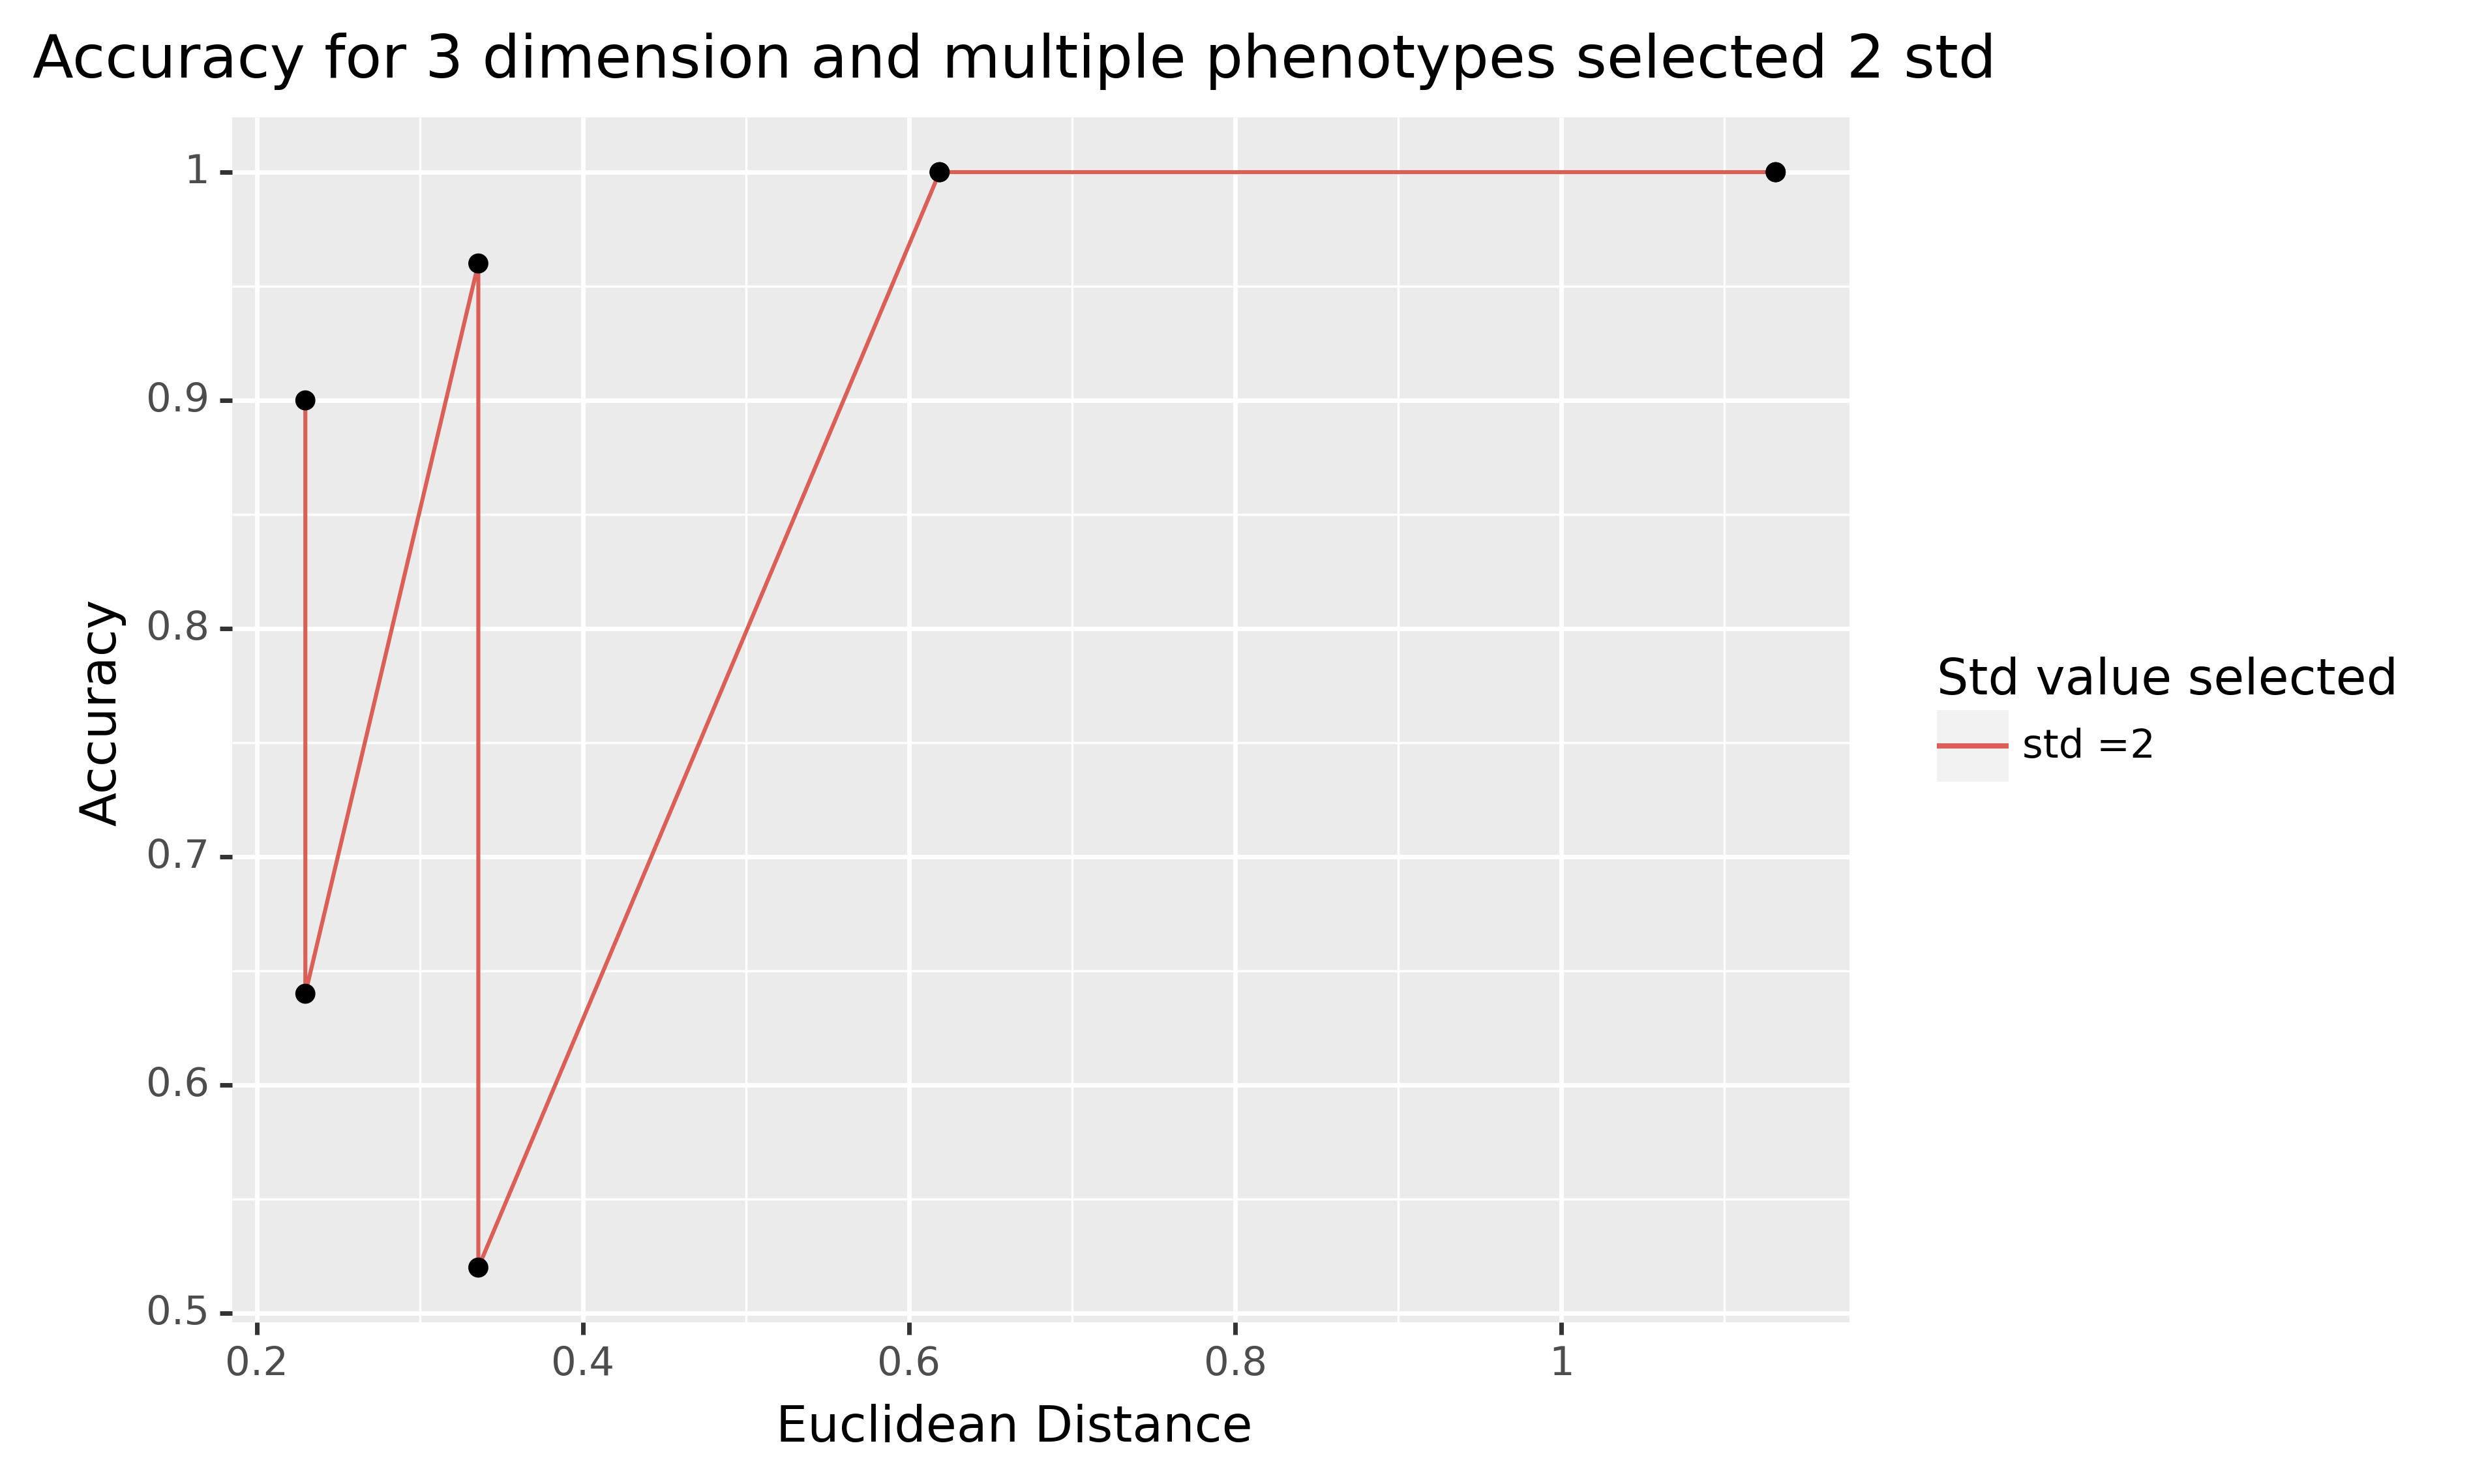 Accuracy for 3 dimension and multiple phenotypes selected 2 std
1
0.9
0.8
0.7
0.6
0.5
Accuracy
0.2 0.4 0.6 0.8 1
Euclidean Distance
Std value selected
std =2